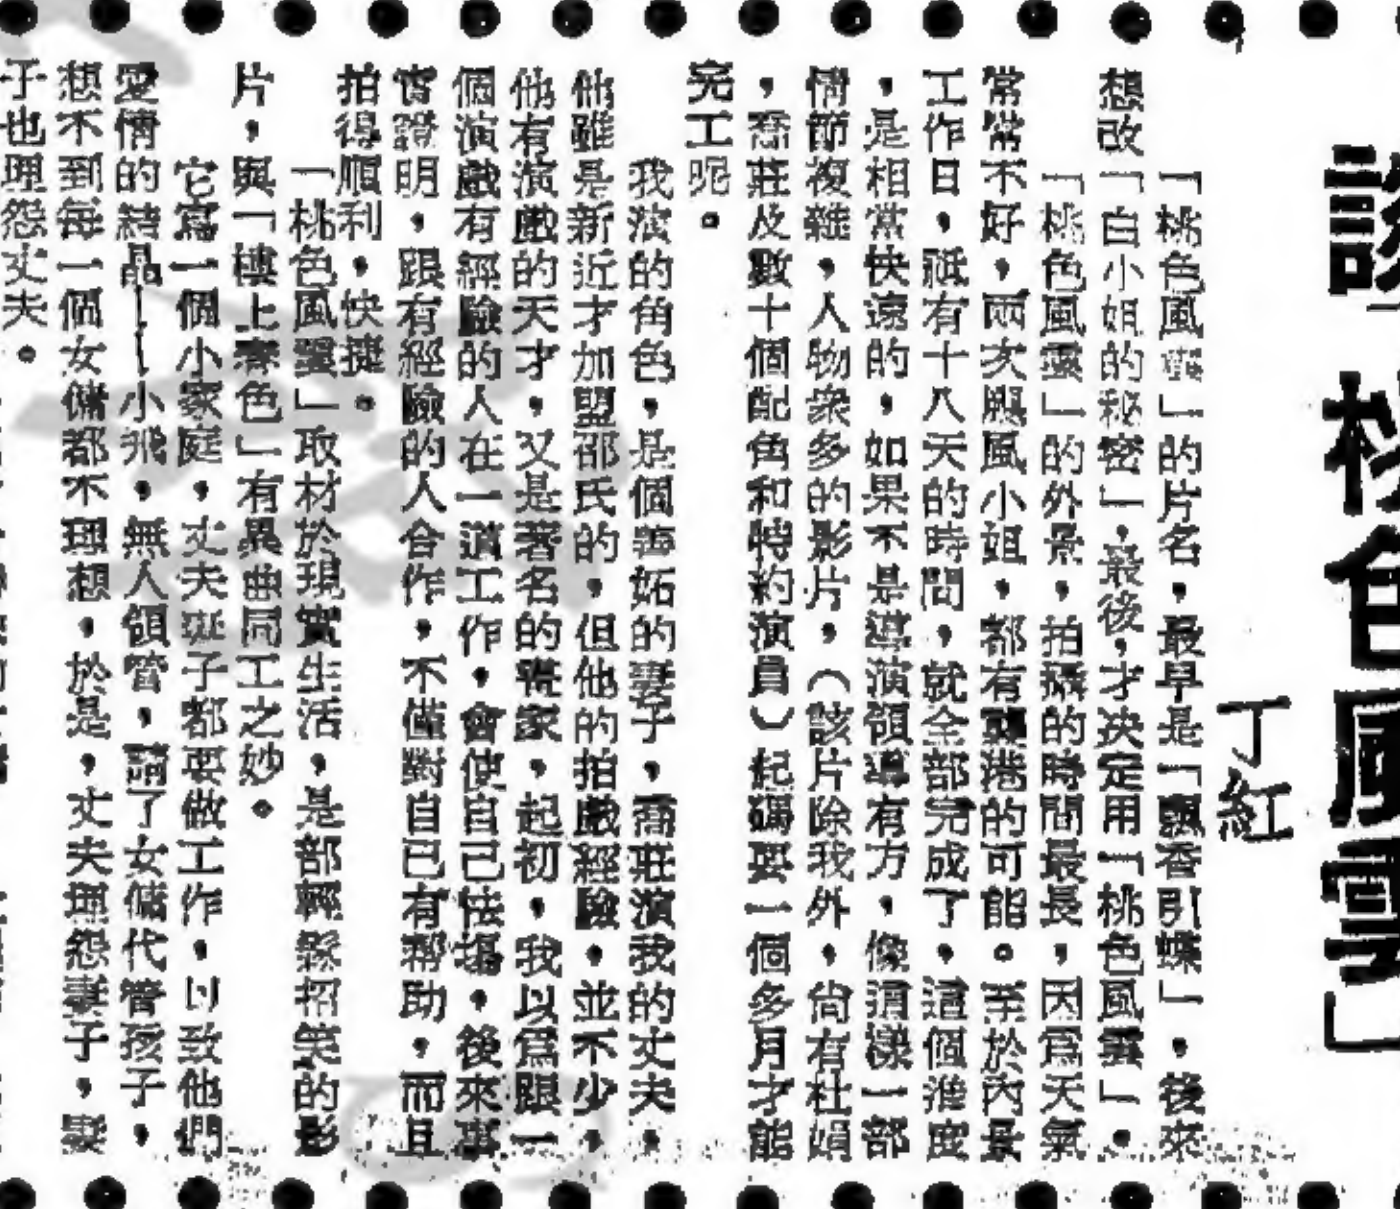 談「桃色風雲」
丁紅
「桃色風雲」的片名，最早是「飄香引蝶」，後來
想改「白小姐的秘密」，最後，才決定用「桃色風雲」。
「桃色風雲」的外景，拍攝的時間最長，因爲天氣
常常不好，兩次颶風小姐，都有襲港的可能。至於內景
工作日，祗有十八天的時間，就全部完成了，這個進度
，是相當快速的，如果不是導演領導有方，像這樣一部
情節複雜，人物衆多的影片，（該片除我外，尚有杜娟
，喬莊及數十個配角和特約演員）起碼要一個多月才能
完工呢。
我演的角色，是個善妬的妻子，喬莊演我的丈夫，
他雖是新近才加盟邵氏的，但他的拍戲經驗，並不少，
他有演戲的天才，又是著名的　家，起初，我以爲跟一
個演戲有經驗的人在一道工作，會使自己怯場，後來事
實證明，跟有經驗的人合作，不僅對自已有帮助，而且
拍得順利，快捷。
「桃色風雲」取材於現實生活，是部輕鬆招笑的影
片，與「樓上春色」有異曲同工之妙。
它寫一個小家庭，丈夫妻子都要做工作，以致他們
愛情的結晶——小飛，無人領管，請了女傭代管孩子，
想不到每一個女傭都不理想，於是，丈夫埋怨妻子，妻
子也埋怨丈夫。